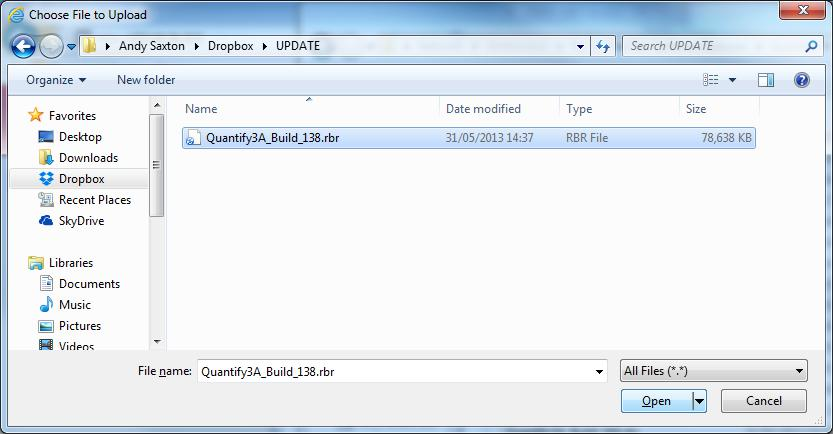 Choose File to Upload
Andy Saxton Dropbox UPDATE Search UPDATE
Organize New folder
Name Date modified Type Size
Quantify3A_Build_138.rbr 31/05/2013 14:37 RBR File 78,638 KB
Favorites
Desktop
Downloads
Dropbox
Recent Places
SkyDrive
Libraries
Documents
Music
Pictures
Videos
File name: Quantify3A_Build_138.rbr All Files (*.*)
Open Cancel